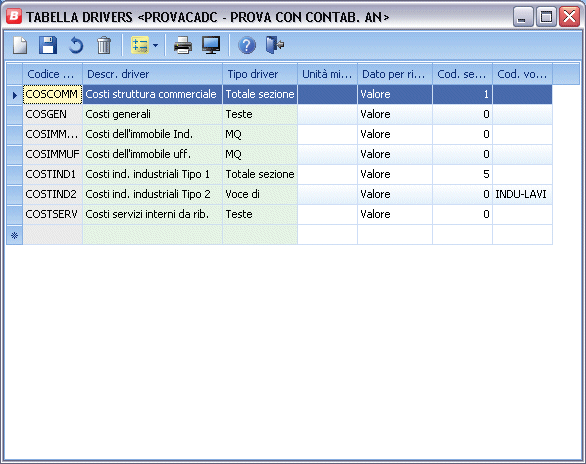 B TABELLA DRIVERS <PROVACADC - PROVA CON CONTAB. AN>
Codice ... Descr. driver Tipo driver Unità mi... Dato per ri... Cod. se... Cod. vo...
COSCOMM Costi struttura commerciale Totale sezione Valore 1
COSGEN Costi generali Teste Valore 0
COSIMM... Costi dell'immobile Ind. MQ Valore 0
COSIMMUF Costi dell'immobile uff. MQ Valore 0
COSTIND1 Costi ind. industriali Tipo 1 Totale sezione Valore 5
COSTIND2 Costi ind. industriali Tipo 2 Voce di Valore 0 INDU-LAVI
COSTSERV Costi servizi interni da rib. Teste Valore 0